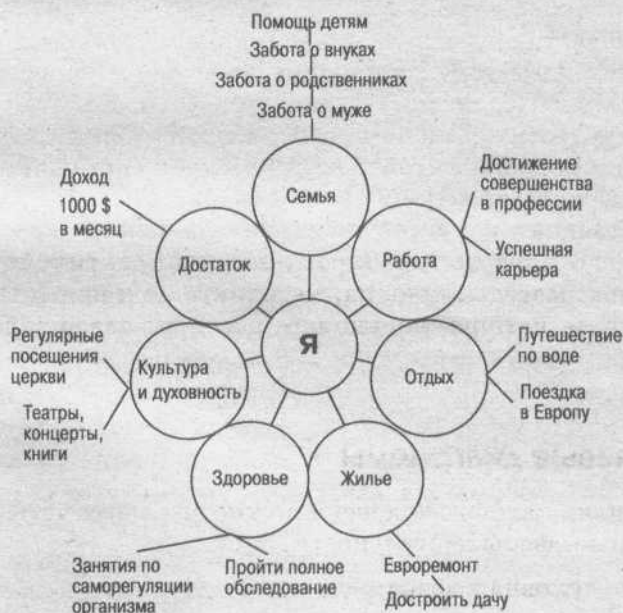 Помощь детям
Забота о внуках
Забота о родственниках
Забота о муже
Семья
Достижение
совершенства
в профессии
Успешная
карьера
Работа
Доход
1000 $
в месяц
Достаток
Я
Регулярные
посещения
церкви
Театры,
концерты,
книги
Культура
и духовность
Отдых
Путешествие
по воде
Поездка
в Европу
Здоровье
Жилье
Занятия по
саморегуляции
организма
Пройти полное
обследование
Евроремонт
Достроить дачу